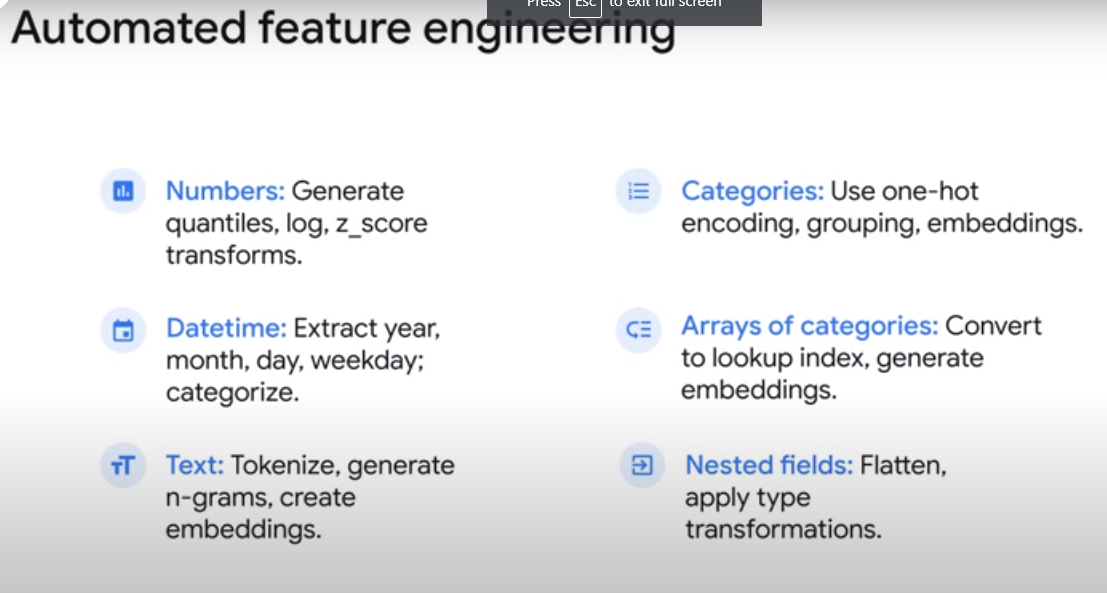 Press Esc to exit full screen
Automated feature engineering
Numbers: Generate
quantiles, log, z_score
transforms.
Datetime: Extract year,
month, day, weekday;
categorize.
Text: Tokenize, generate
n-grams, create
embeddings.
Categories: Use one-hot
encoding, grouping, embeddings.
Arrays of categories: Convert
to lookup index, generate
embeddings.
Nested fields: Flatten,
apply type
transformations.